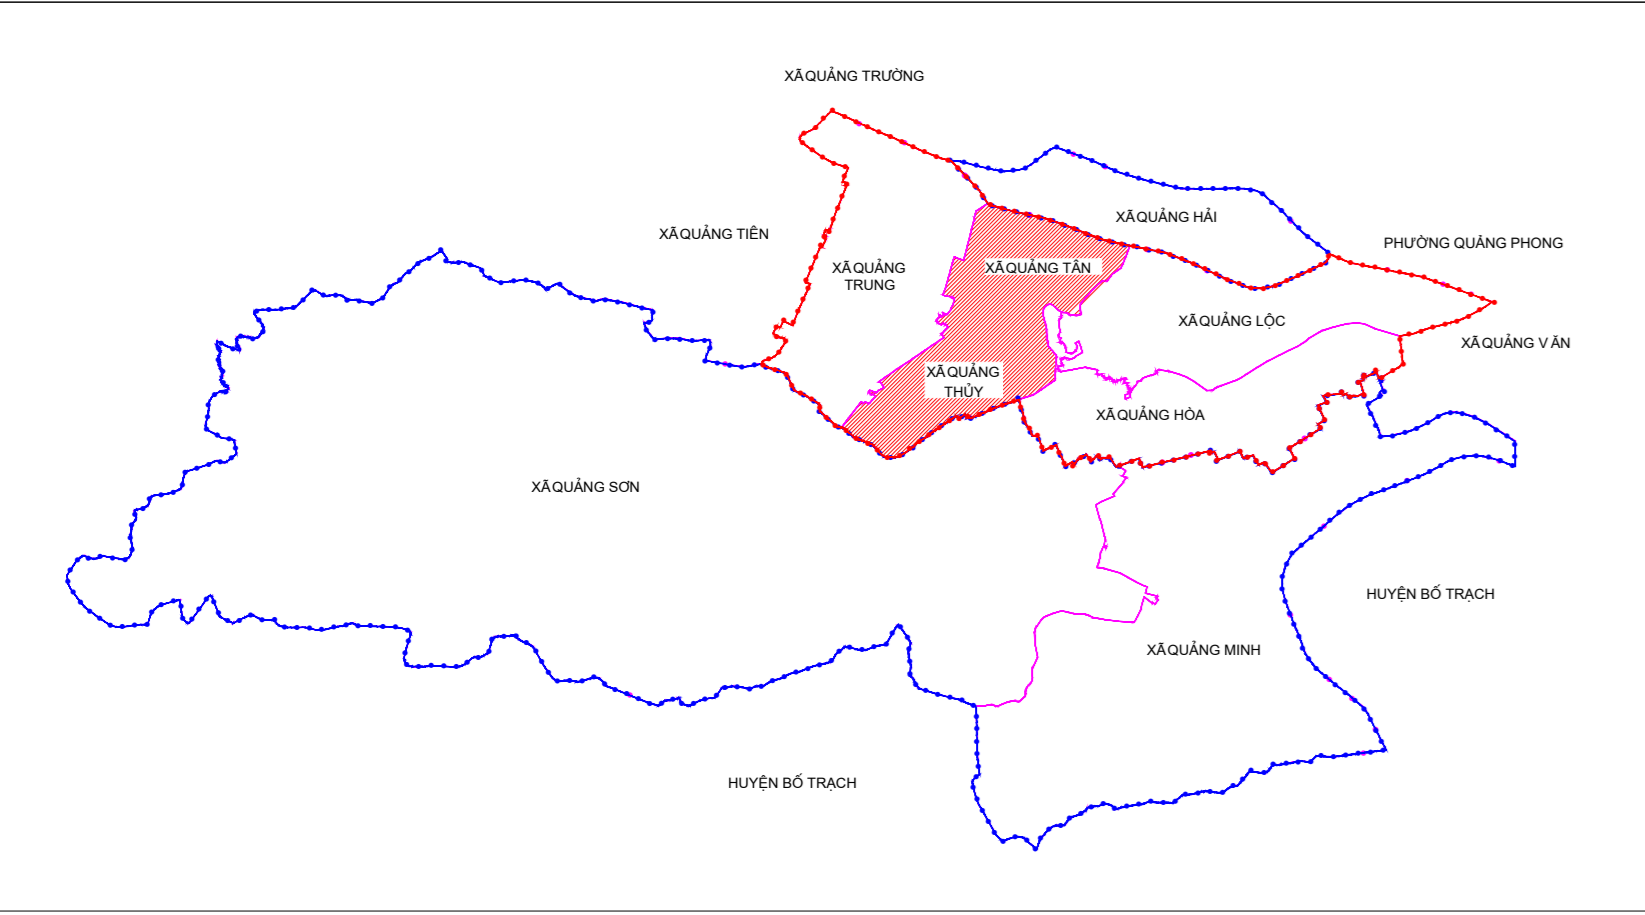 XÃ QUẢNG TRƯỜNG
XÃ QUẢNG HẢI
XÃ QUẢNG TIÊN
PHƯỜNG QUẢNG PHONG
XÃ QUẢNG
TRUNG
XÃ QUẢNG TÂN
XÃ QUẢNG LỘC
XÃ QUẢNG VĂN
XÃ QUẢNG
THỦY
XÃ QUẢNG HÒA
XÃ QUẢNG SƠN
HUYỆN BỐ TRẠCH
XÃ QUẢNG MINH
HUYỆN BỐ TRẠCH